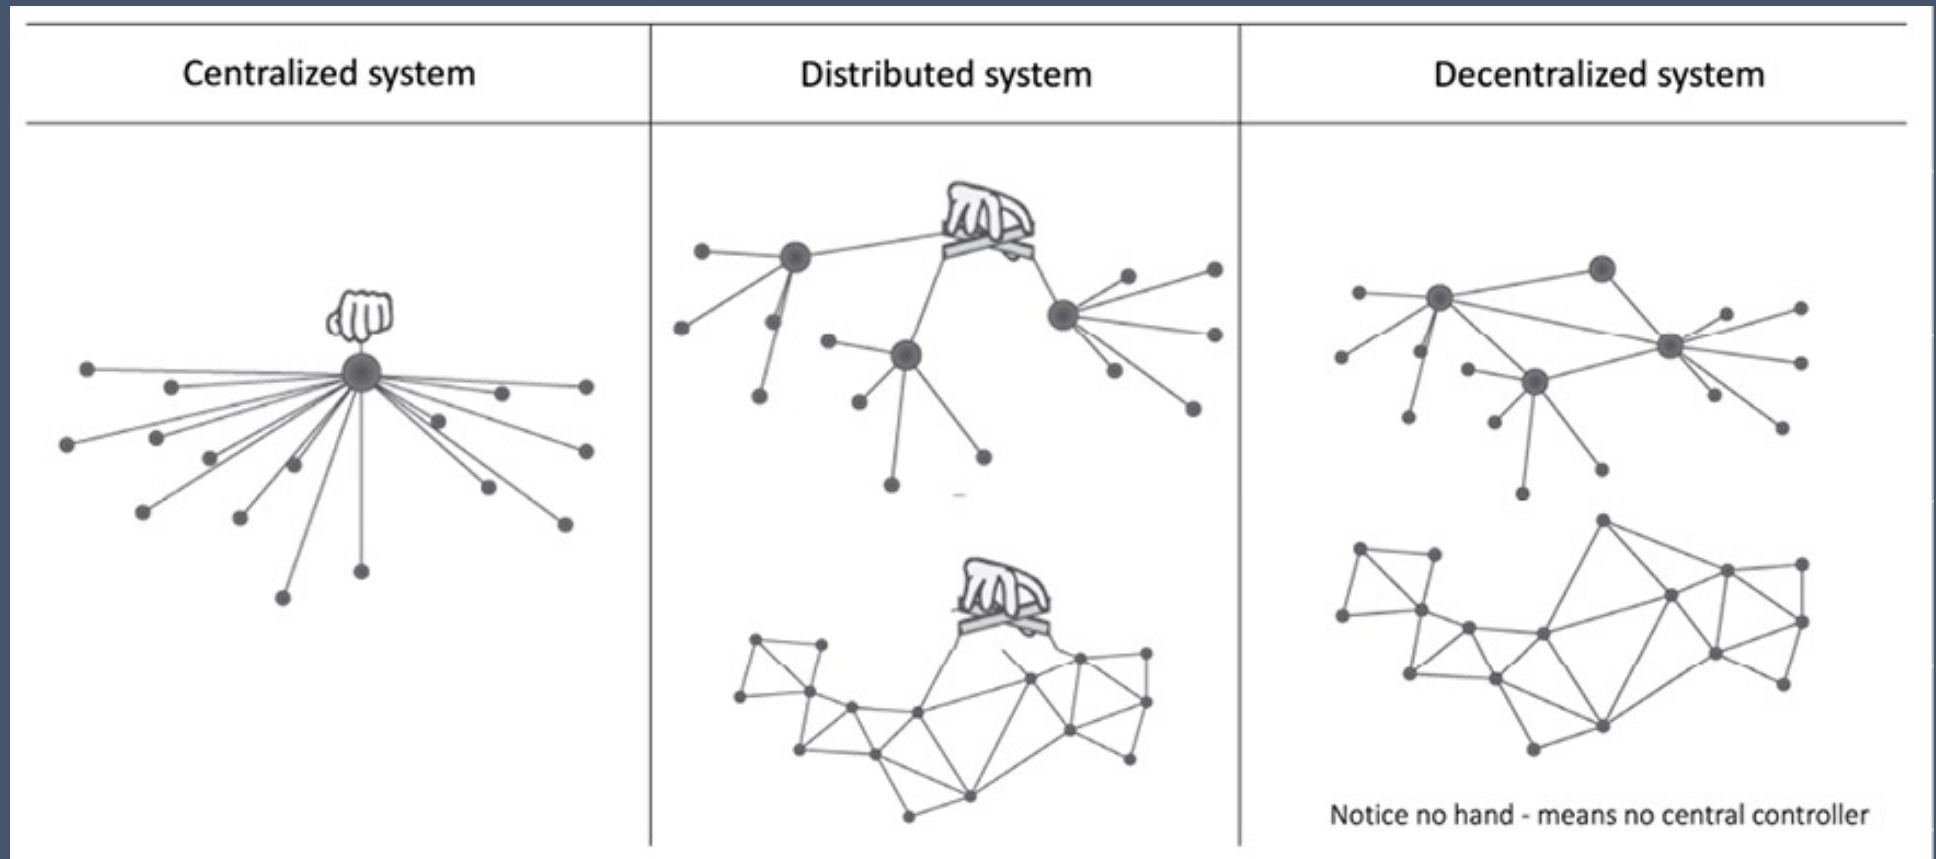 Centralized system
Distributed system
Decentralized system
Notice no hand - means no central controller